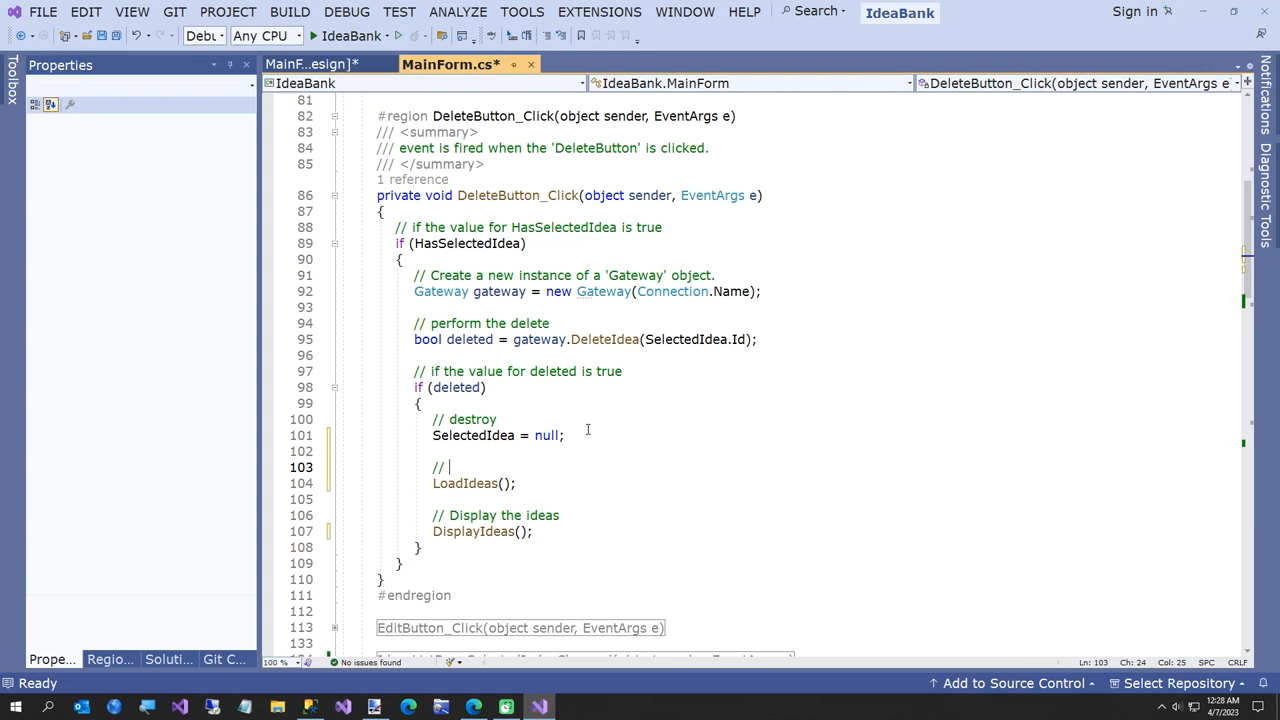 FILE EDIT VIEW GIT PROJECT BUILD DEBUG TEST ANALYZE TOOLS EXTENSIONS WINDOW HELP Search IdeaBank Sign in
Debu Any CPU IdeaBank
Toolbox
Properties
MainF...esign]*
MainForm.cs*
IdeaBank
IdeaBank.MainForm
DeleteButton_Click(object sender, EventArgs e
81
82 #region DeleteButton_Click(object sender, EventArgs e)
83 /// <summary>
84 /// event is fired when the 'DeleteButton' is clicked.
85 /// </summary>
1 reference
86 private void DeleteButton_Click(object sender, EventArgs e)
87 {
88 // if the value for HasSelectedIdea is true
89 if (HasSelectedIdea)
90 {
91 // Create a new instance of a 'Gateway' object.
92 Gateway gateway = new Gateway(Connection.Name);
93
94 // perform the delete
95 bool deleted = gateway.DeleteIdea(SelectedIdea.Id);
96
97 // if the value for deleted is true
98 if (deleted)
99 {
100 // destroy
101 SelectedIdea = null;
102
103 //
104 LoadIdeas();
105
106 // Display the ideas
107 DisplayIdeas();
108 }
109 }
110 }
111 #endregion
112
113 EditButton_Click(object sender, EventArgs e)
133
Notifications
Diagnostic Tools
Prope... Regio... Soluti... Git C...
100 % No issues found Ln: 103 Ch: 24 Col: 25 SPC CRLF
Ready Add to Source Control Select Repository
12:28 AM
4/7/2023